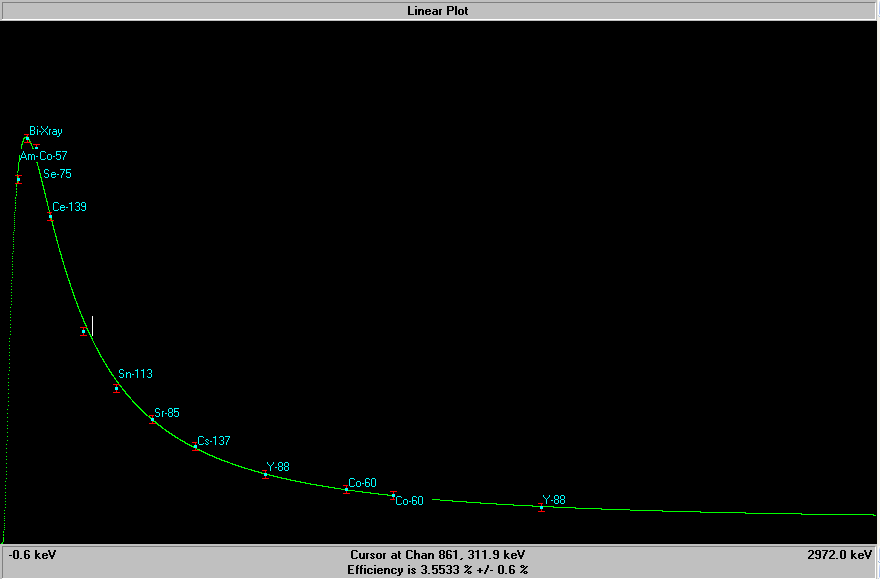 Linear Plot
Bi-Xray
Am-Co-57
Se-75
Ce-139
Sn-113
Sr-85
Cs-137
Y-88
Co-60
Co-60
Y-88
-0.6 keV
Cursor at Chan 861, 311.9 keV
2972.0 keV
Efficiency is 3.5533 % +/- 0.6 %